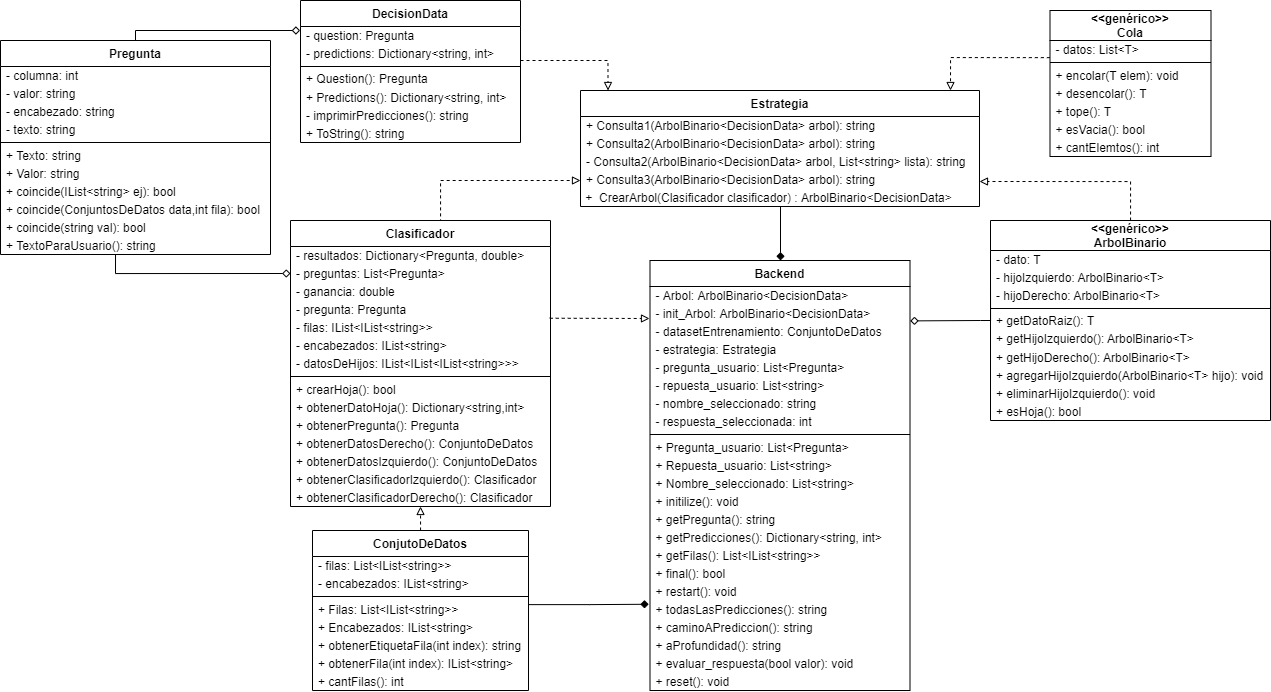 DecisionData
- question: Pregunta
- predictions: Dictionary<string, int>
+ Question(): Pregunta
+ Predictions(): Dictionary<string, int>
- imprimirPredicciones(): string
+ ToString(): string
<<genérico>>
Cola
- datos: List<T>
+ encolar(T elem): void
+ desencolar(): T
+ tope(): T
+ esVacia(): bool
+ cantElemtos(): int
Pregunta
- columna: int
- valor: string
- encabezado: string
- texto: string
+ Texto: string
+ Valor: string
+ coincide(IList<string> ej): bool
+ coincide(ConjuntosDeDatos data,int fila): bool
+ coincide(string val): bool
+ TextoParaUsuario(): string
Estrategia
+ Consulta1(ArbolBinario<DecisionData> arbol): string
+ Consulta2(ArbolBinario<DecisionData> arbol): string
- Consulta2(ArbolBinario<DecisionData> arbol, List<string> lista): string
+ Consulta3(ArbolBinario<DecisionData> arbol): string
+ CrearArbol(Clasificador clasificador) : ArbolBinario<DecisionData>
Clasificador
- resultados: Dictionary<Pregunta, double>
- preguntas: List<Pregunta>
- ganancia: double
- pregunta: Pregunta
- filas: IList<IList<string>>
- encabezados: IList<string>
- datosDeHijos: IList<IList<IList<string>>>
+ crearHoja(): bool
+ obtenerDatoHoja(): Dictionary<string,int>
+ obtenerPregunta(): Pregunta
+ obtenerDatosDerecho(): ConjuntoDeDatos
+ obtenerDatosIzquierdo(): ConjuntoDeDatos
+ obtenerClasificadorIzquierdo(): Clasificador
+ obtenerClasificadorDerecho(): Clasificador
<<genérico>>
ArbolBinario
- dato: T
- hijoIzquierdo: ArbolBinario<T>
- hijoDerecho: ArbolBinario<T>
+ getDatoRaiz(): T
+ getHijoIzquierdo(): ArbolBinario<T>
+ getHijoDerecho(): ArbolBinario<T>
+ agregarHijoIzquierdo(ArbolBinario<T> hijo): void
+ eliminarHijoIzquierdo(): void
+ esHoja(): bool
Backend
- Arbol: ArbolBinario<DecisionData>
- init_Arbol: ArbolBinario<DecisionData>
- datasetEntrenamiento: ConjuntoDeDatos
- estrategia: Estrategia
- pregunta_usuario: List<Pregunta>
- repuesta_usuario: List<string>
- nombre_seleccionado: string
- respuesta_seleccionada: int
+ Pregunta_usuario: List<Pregunta>
+ Repuesta_usuario: List<string>
+ Nombre_seleccionado: List<string>
+ initilize(): void
+ getPregunta(): string
+ getPredicciones(): Dictionary<string, int>
+ getFilas(): List<IList<string>>
+ final(): bool
+ restart(): void
+ todasLasPredicciones(): string
+ caminoAPrediccion(): string
+ aProfundidad(): string
+ evaluar_respuesta(bool valor): void
+ reset(): void
ConjutoDeDatos
- filas: List<IList<string>>
- encabezados: IList<string>
+ Filas: List<IList<string>>
+ Encabezados: IList<string>
+ obtenerEtiquetaFila(int index): string
+ obtenerFila(int index): IList<string>
+ cantFilas(): int